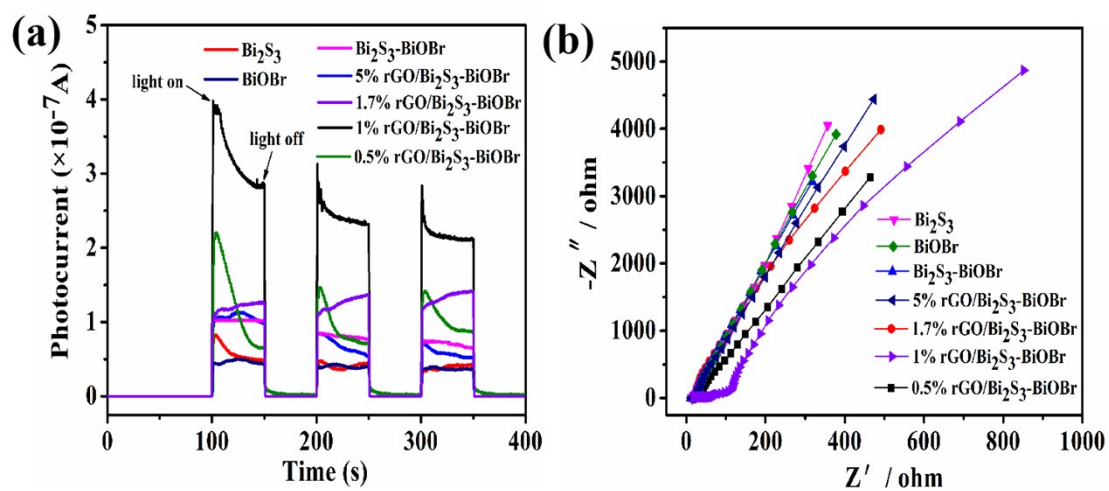 (a)
Photocurrent (×10⁻⁷A)
5
4
3
2
1
0
light on
light off
Bi₂S₃
BiOBr
Bi₂S₃-BiOBr
5% rGO/Bi₂S₃-BiOBr
1.7% rGO/Bi₂S₃-BiOBr
1% rGO/Bi₂S₃-BiOBr
0.5% rGO/Bi₂S₃-BiOBr
0 100 200 300 400
Time (s)
(b)
-Z″ / ohm
5000
4000
3000
2000
1000
0
Bi₂S₃
BiOBr
Bi₂S₃-BiOBr
5% rGO/Bi₂S₃-BiOBr
1.7% rGO/Bi₂S₃-BiOBr
1% rGO/Bi₂S₃-BiOBr
0.5% rGO/Bi₂S₃-BiOBr
0 200 400 600 800 1000
Z′ / ohm